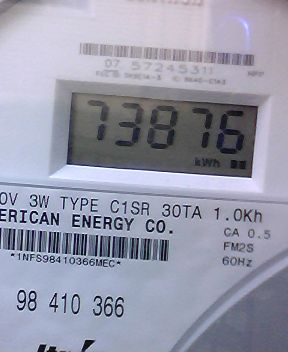 07 57245311
73876
kWh
0V 3W TYPE C1SR 30TA 1.0Kh
ERICAN ENERGY CO.
CA 0.5
FM2S
*1NFS98410366MEC*
60Hz
98 410 366